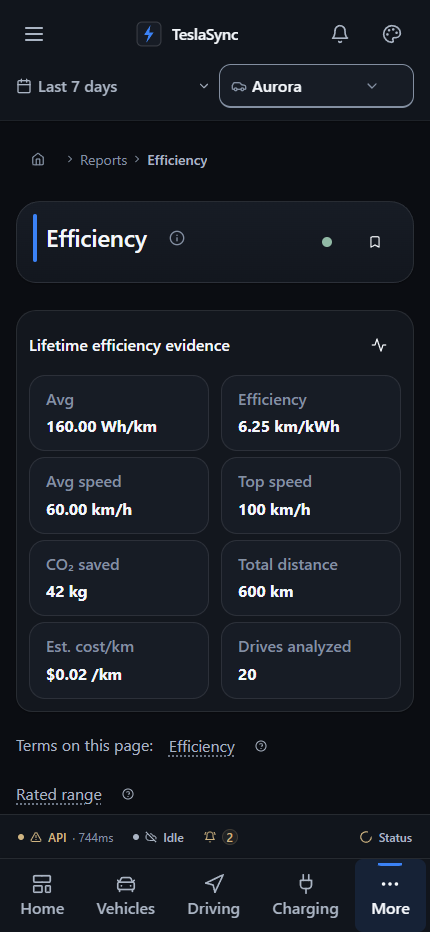 TeslaSync
Last 7 days
Aurora
Reports
Efficiency
Efficiency
Lifetime efficiency evidence
Avg
160.00 Wh/km
Efficiency
6.25 km/kWh
Avg speed
60.00 km/h
Top speed
100 km/h
CO₂ saved
42 kg
Total distance
600 km
Est. cost/km
$0.02 /km
Drives analyzed
20
Terms on this page: Efficiency
Rated range
API · 744ms
Idle
2
Status
Home
Vehicles
Driving
Charging
More